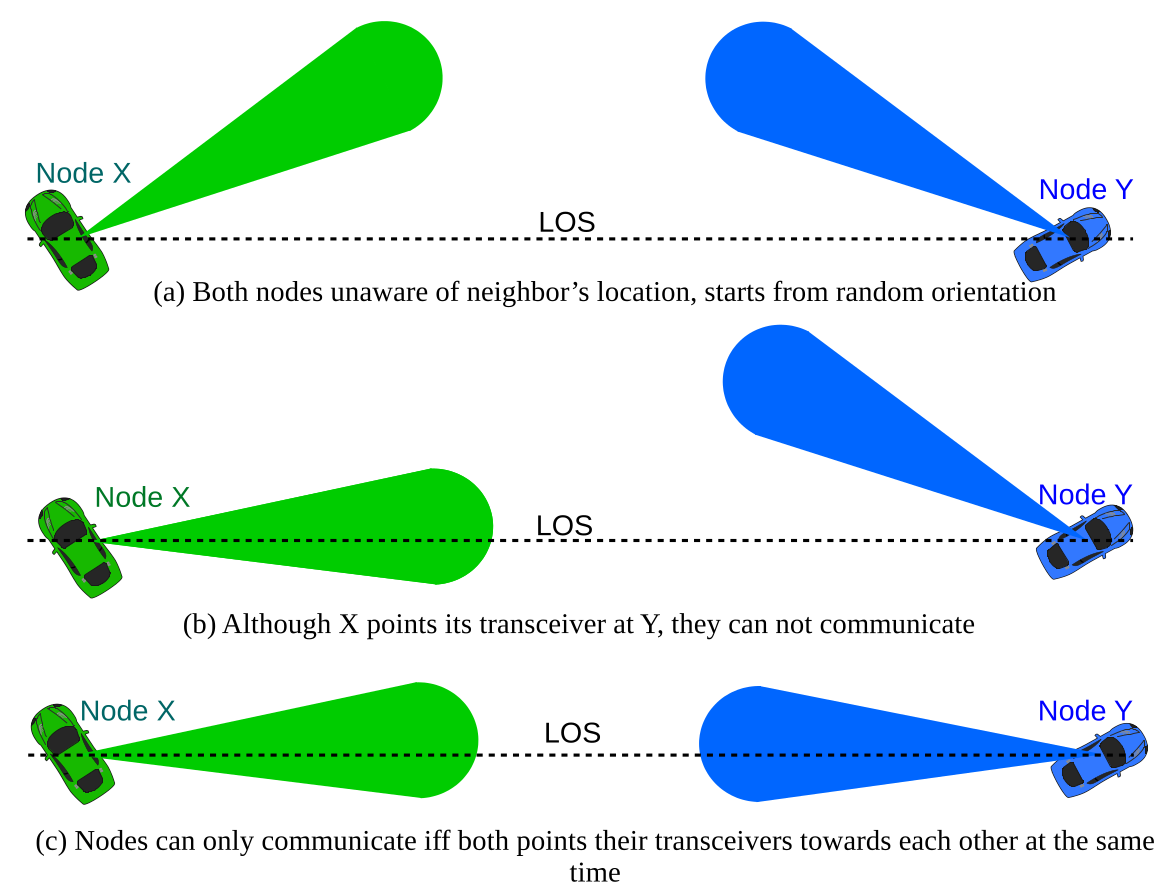 Node X
Node Y
LOS
(a) Both nodes unaware of neighbor’s location, starts from random orientation
Node X
Node Y
LOS
(b) Although X points its transceiver at Y, they can not communicate
Node X
Node Y
LOS
(c) Nodes can only communicate iff both points their transceivers towards each other at the same
time